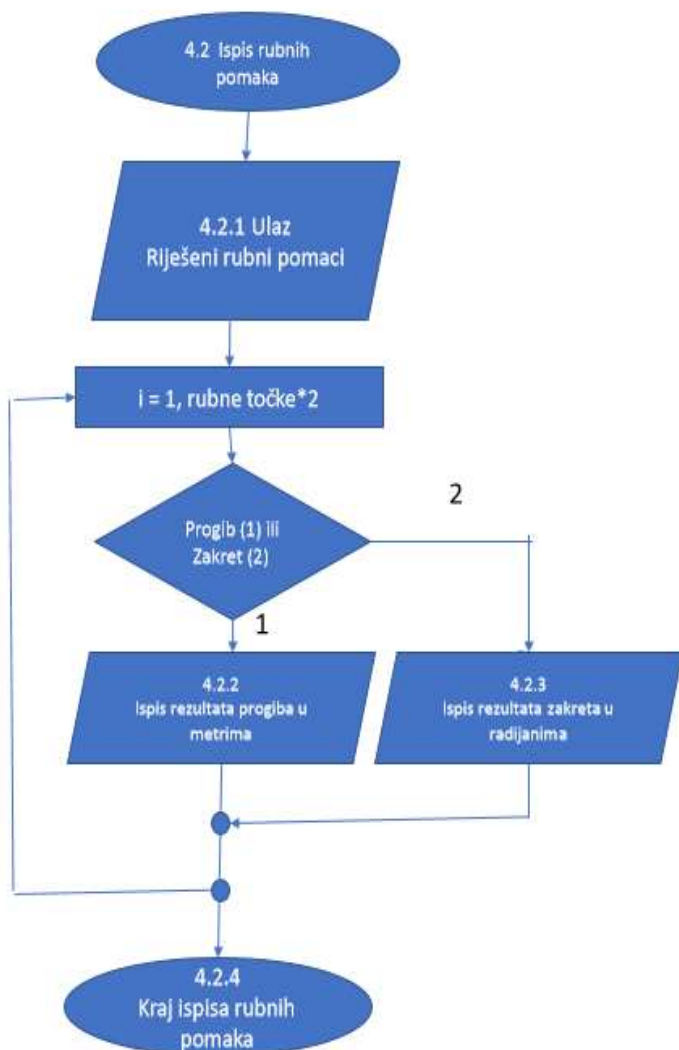 4.2 Ispis rubnih
pomaka
4.2.1 Ulaz
Riješeni rubni pomaci
i = 1, rubne točke*2
Progib (1) ili
Zakret (2)
2
1
4.2.2
Ispis rezultata progiba u
metrima
4.2.3
Ispis rezultata zakreta u
radijanima
4.2.4
Kraj ispisa rubnih
pomaka